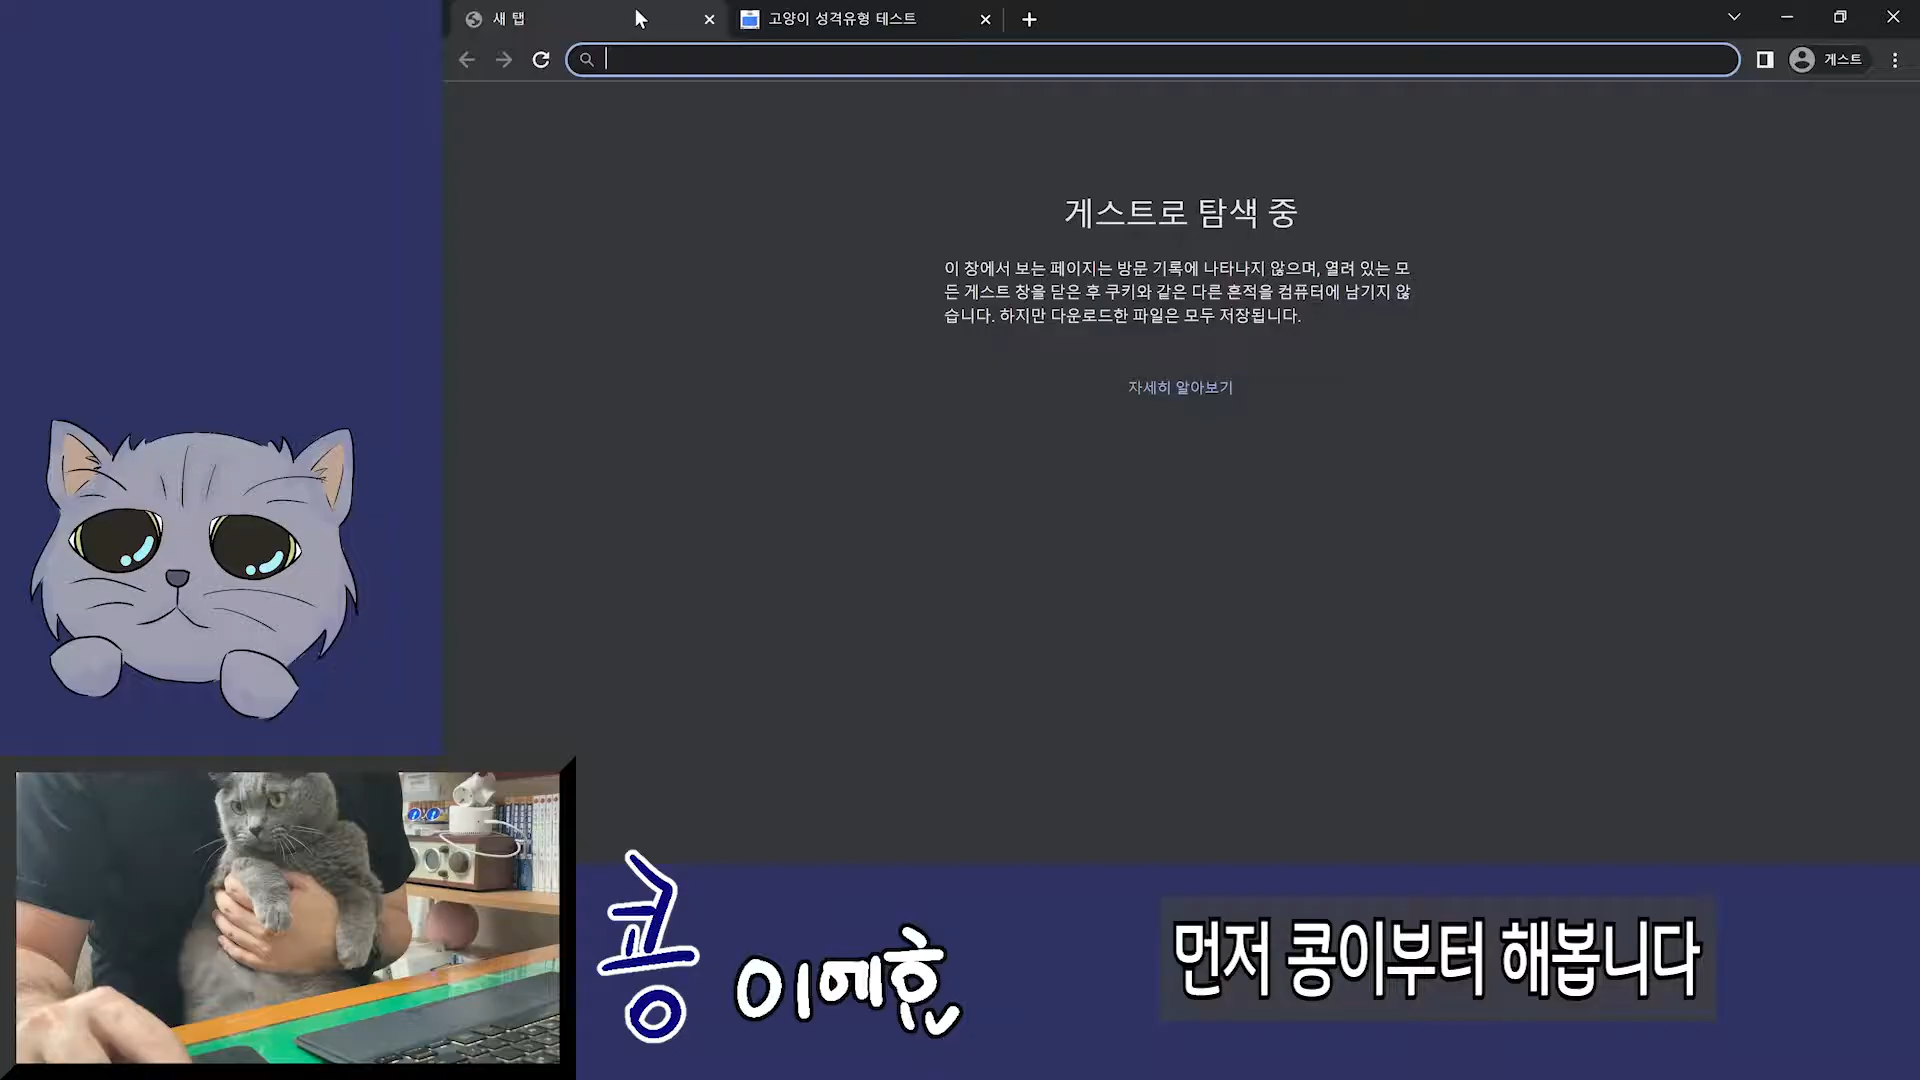 새 탭
고양이 성격유형 테스트
게스트
게스트로 탐색 중
이 창에서 보는 페이지는 방문 기록에 나타나지 않으며, 열려 있는 모
든 게스트 창을 닫은 후 쿠키와 같은 다른 흔적을 컴퓨터에 남기지 않
습니다. 하지만 다운로드한 파일은 모두 저장됩니다.
자세히 알아보기
콩
먼저 콩이부터 해봅니다